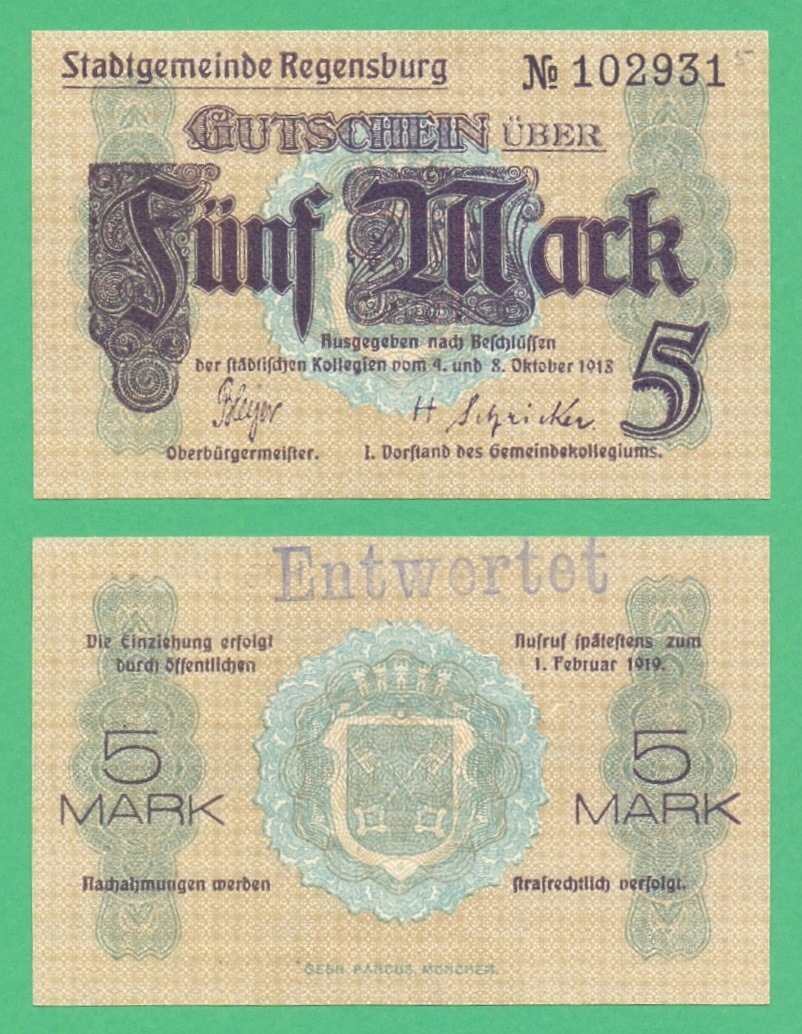 Stadtgemeinde Regensburg
№ 102931
GUTSCHEIN ÜBER
Fünf Mark
Ausgegeben nach Beschlüssen
der städtischen Kollegien vom 4. und 8. Oktober 1918
5
H Schricker.
Oberbürgermeister.
I. Vorstand des Gemeindekollegiums.
Entwertet
Die Einziehung erfolgt
durch öffentlichen
Aufruf spätestens zum
1. Februar 1919.
5
MARK
5
MARK
Nachahmungen werden
strafrechtlich verfolgt.
GEBR. PARCUS, MÜNCHEN.